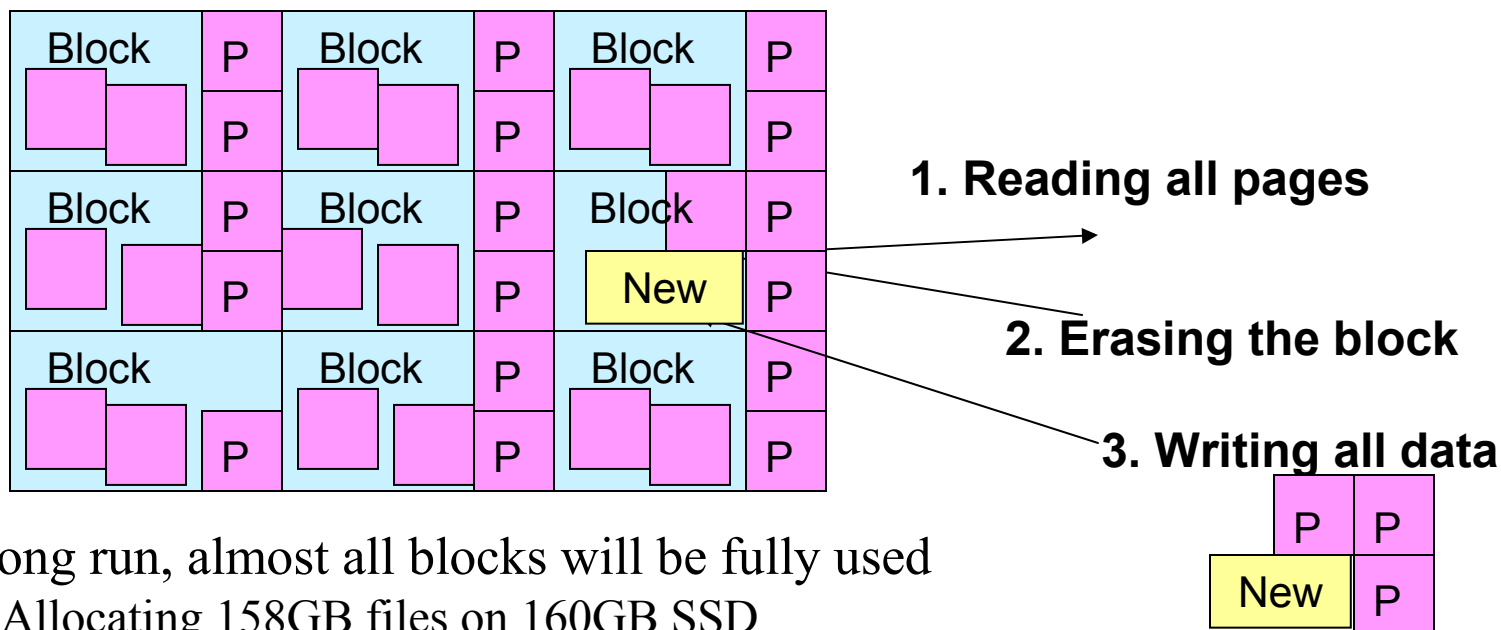 Block P Block P Block P
P P P
Block P Block P Block P
P P New P
Block Block P Block P
P P P
1. Reading all pages
2. Erasing the block
3. Writing all data
P P
New P
ong run, almost all blocks will be fully used
Allocating 158GB files on 160GB SSD